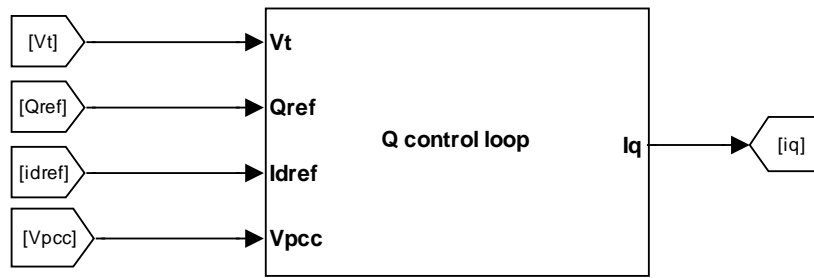 [Vt]
Vt
[Qref]
Qref
Q control loop
Iq
[iq]
[idref]
Idref
[Vpcc]
Vpcc